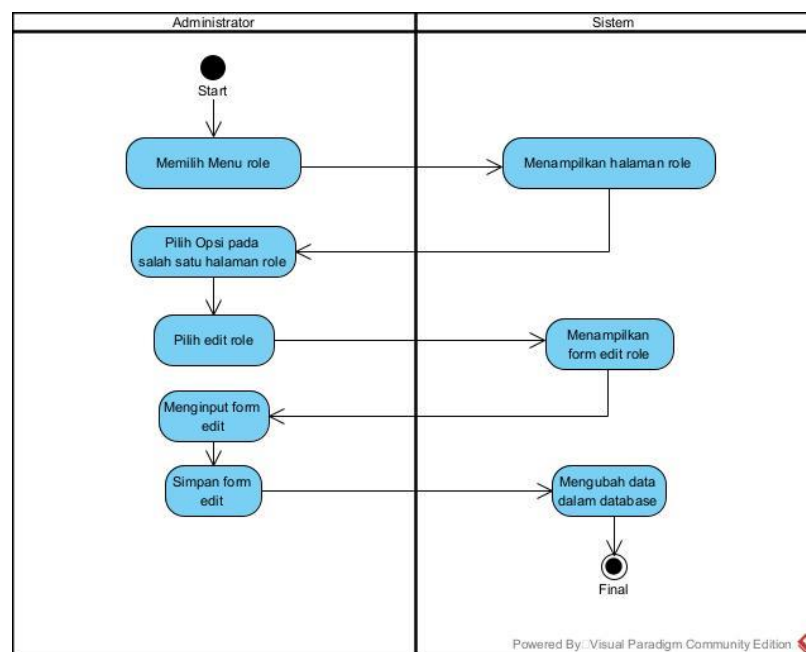 Administrator
Sistem
Start
Memilih Menu role
Menampilkan halaman role
Pilih Opsi pada
salah satu halaman role
Pilih edit role
Menampilkan
form edit role
Menginput form
edit
Simpan form
edit
Mengubah data
dalam database
Final
Powered By Visual Paradigm Community Edition